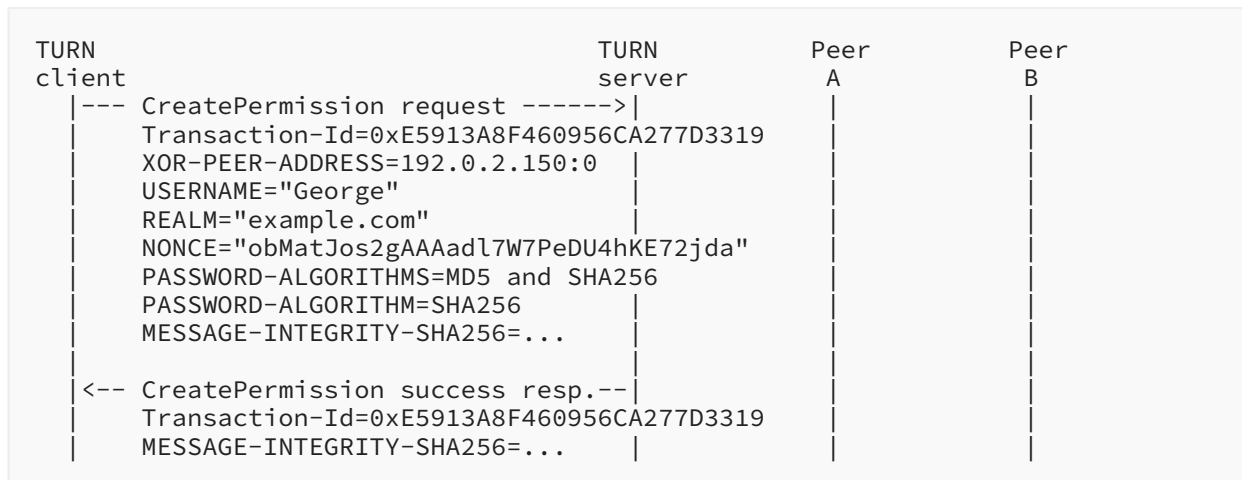 TURN                                 TURN          Peer         Peer
client                               server         A            B
  |--- CreatePermission request ------>|            |            |
  |    Transaction-Id=0xE5913A8F460956CA277D3319    |            |
  |    XOR-PEER-ADDRESS=192.0.2.150:0  |            |            |
  |    USERNAME="George"               |            |            |
  |    REALM="example.com"             |            |            |
  |    NONCE="obMatJos2gAAAadl7W7PeDU4hKE72jda"     |            |
  |    PASSWORD-ALGORITHMS=MD5 and SHA256           |            |
  |    PASSWORD-ALGORITHM=SHA256       |            |            |
  |    MESSAGE-INTEGRITY-SHA256=...    |            |            |
  |                                    |            |            |
  |<-- CreatePermission success resp.--|            |            |
  |    Transaction-Id=0xE5913A8F460956CA277D3319    |            |
  |    MESSAGE-INTEGRITY-SHA256=...    |            |            |